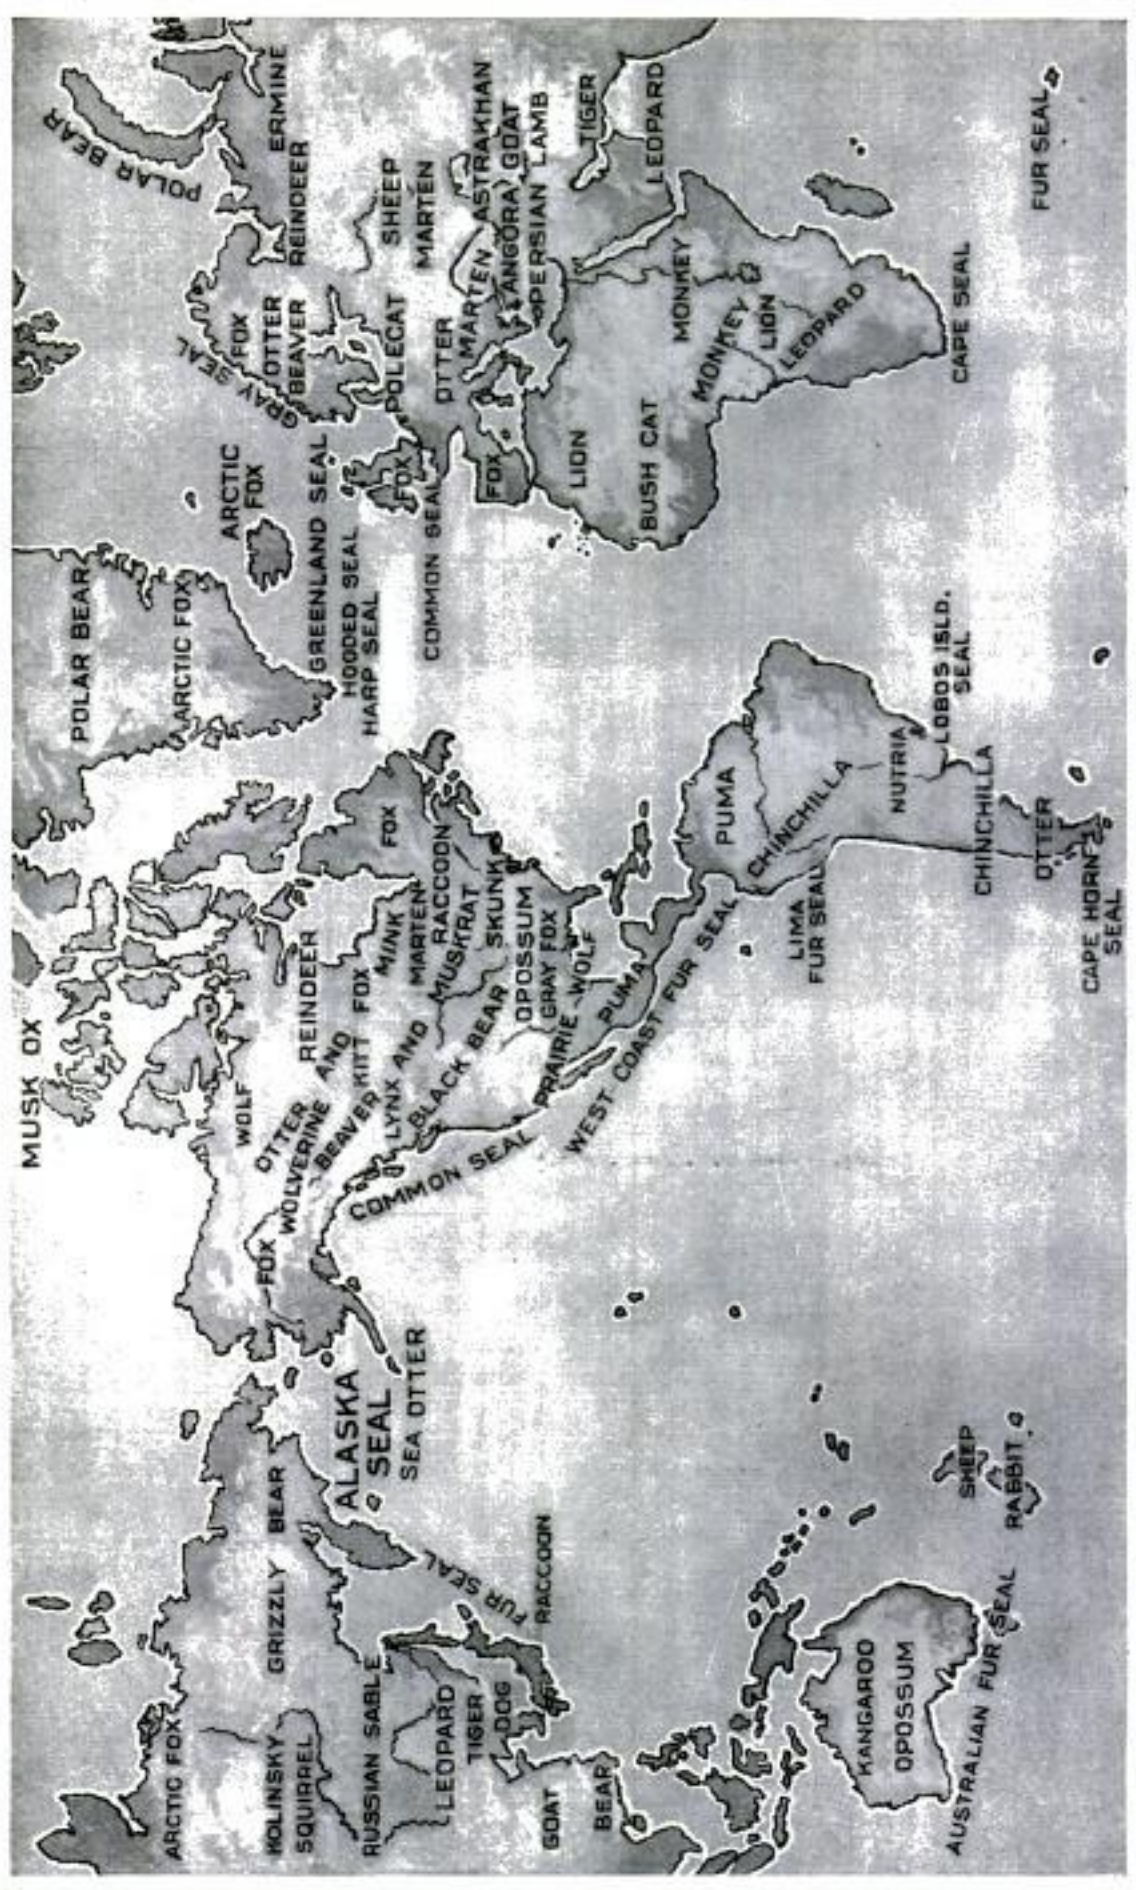 MUSK OX
POLAR BEAR
POLAR BEAR
ARCTIC FOX
ARCTIC FOX
GRAY SEAL
FOX
OTTER
BEAVER
REINDEER
ERMINE
ARCTIC FOX
KOLINSKY
SQUIRREL
GRIZZLY BEAR
RUSSIAN SABLE
LEOPARD
TIGER
DOG
GOAT
BEAR
FUR SEAL
RACCOON
ALASKA
SEAL
SEA OTTER
FOX
WOLF
OTTER AND
WOLVERINE
REINDEER
BEAVER KITT FOX
MINK
LYNX AND
MARTEN
FOX
RACCOON
MUSKRAT
BLACK BEAR
SKUNK
OPOSSUM
GRAY FOX
PRAIRIE WOLF
PUMA
COMMON SEAL
WEST COAST FUR SEAL
GREENLAND SEAL
HOODED SEAL
HARP SEAL
COMMON SEAL
FOX
FOX
POLECAT
OTTER
SHEEP
MARTEN
MARTEN
ASTRAKHAN
ANGORA GOAT
PERSIAN LAMB
TIGER
LEOPARD
LION
BUSH CAT
MONKEY
MONKEY
LION
LEOPARD
CAPE SEAL
FUR SEAL
PUMA
CHINCHILLA
LIMA
FUR SEAL
NUTRIA
LOBOS ISLD.
SEAL
CHINCHILLA
OTTER
CAPE HORN
SEAL
KANGAROO
OPOSSUM
AUSTRALIAN FUR SEAL
SHEEP
RABBIT